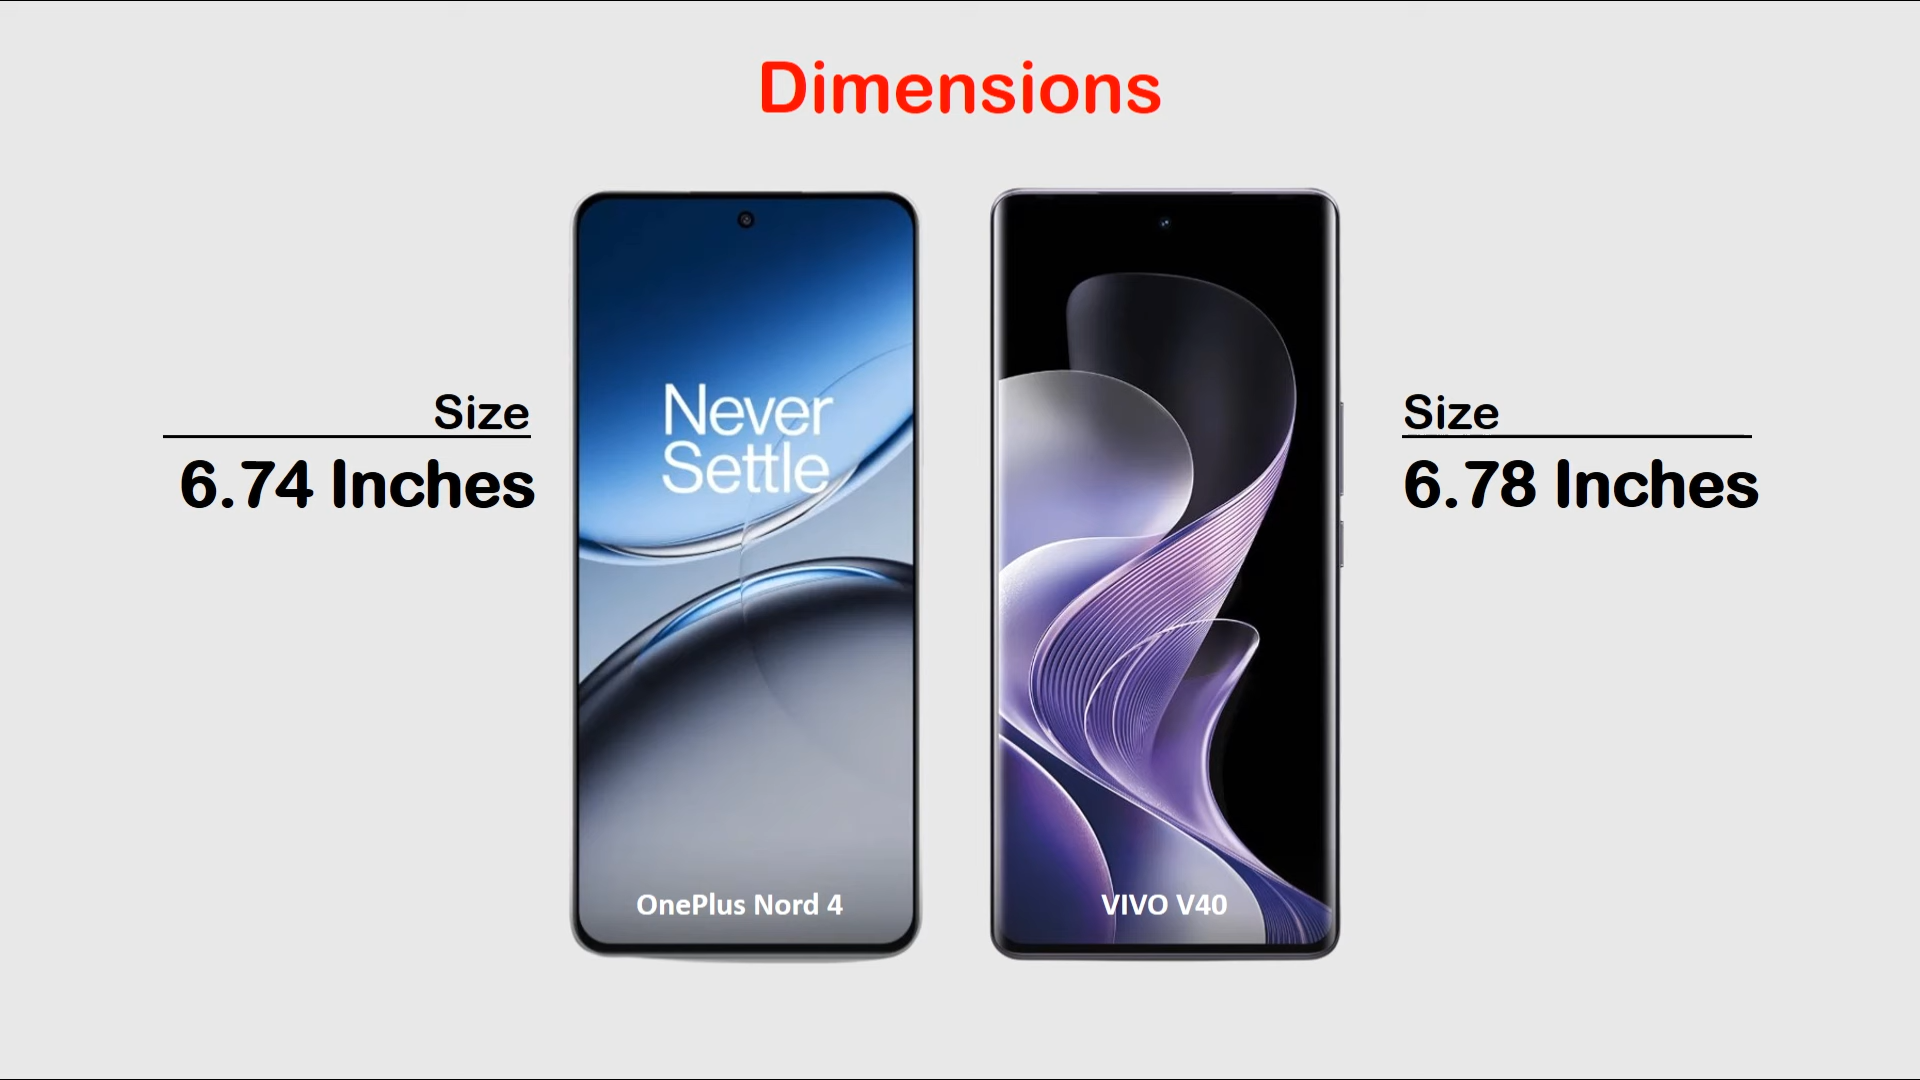 Dimensions
Size
6.74 Inches
Never
Settle
OnePlus Nord 4
VIVO V40
Size
6.78 Inches